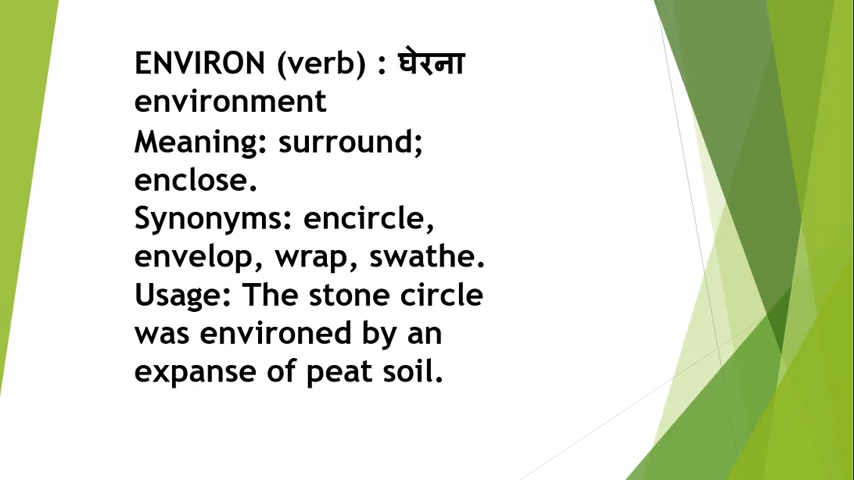 ENVIRON (verb) : घेरना
environment
Meaning: surround;
enclose.
Synonyms: encircle,
envelop, wrap, swathe.
Usage: The stone circle
was environed by an
expanse of peat soil.